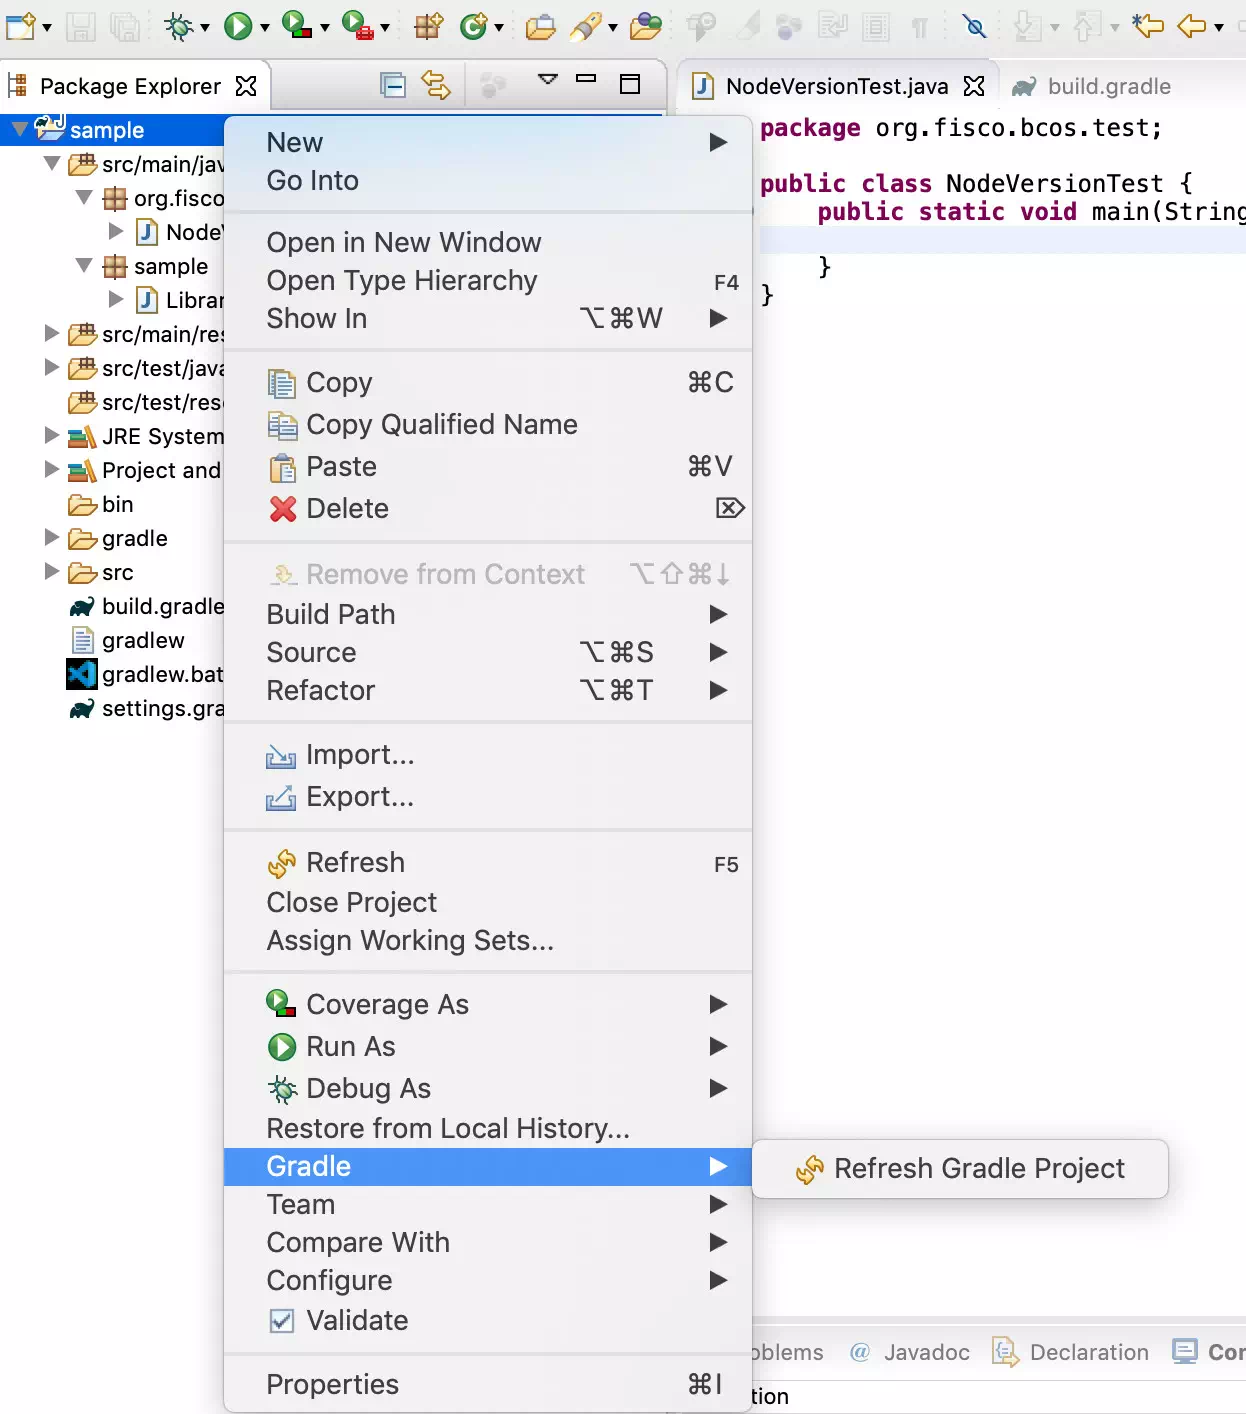 Package Explorer
NodeVersionTest.java
build.gradle
sample
src/main/jav
org.fisco
Node
sample
Librar
src/main/res
src/test/java
src/test/res
JRE System
Project and
bin
gradle
src
build.gradle
gradlew
gradlew.bat
settings.gra
New
Go Into
Open in New Window
Open Type Hierarchy F4
Show In ⌥⌘W
Copy ⌘C
Copy Qualified Name
Paste ⌘V
Delete ⌦
Remove from Context ⌥⇧⌘↓
Build Path
Source ⌥⌘S
Refactor ⌥⌘T
Import...
Export...
Refresh F5
Close Project
Assign Working Sets...
Coverage As
Run As
Debug As
Restore from Local History...
Gradle
Refresh Gradle Project
Team
Compare With
Configure
Validate
Properties ⌘I
package org.fisco.bcos.test;
public class NodeVersionTest {
public static void main(String
}
}
oblems
@ Javadoc
Declaration
Con
tion